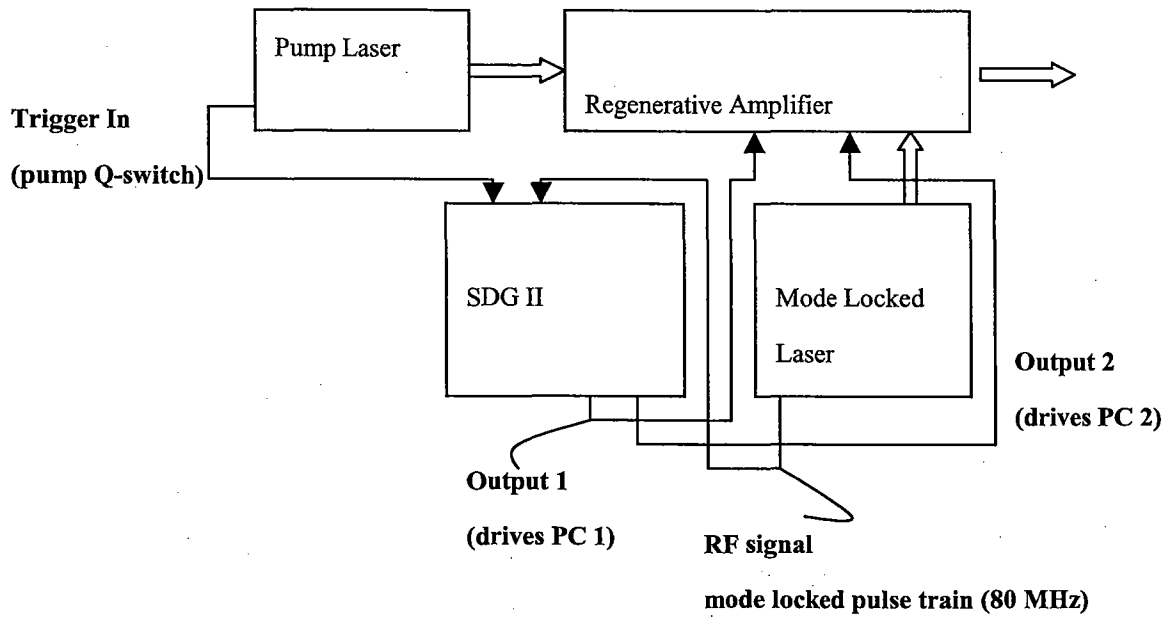 Pump Laser
Regenerative Amplifier
Trigger In
(pump Q-switch)
SDG II
Mode Locked
Laser
Output 2
(drives PC 2)
Output 1
(drives PC 1)
RF signal
mode locked pulse train (80 MHz)